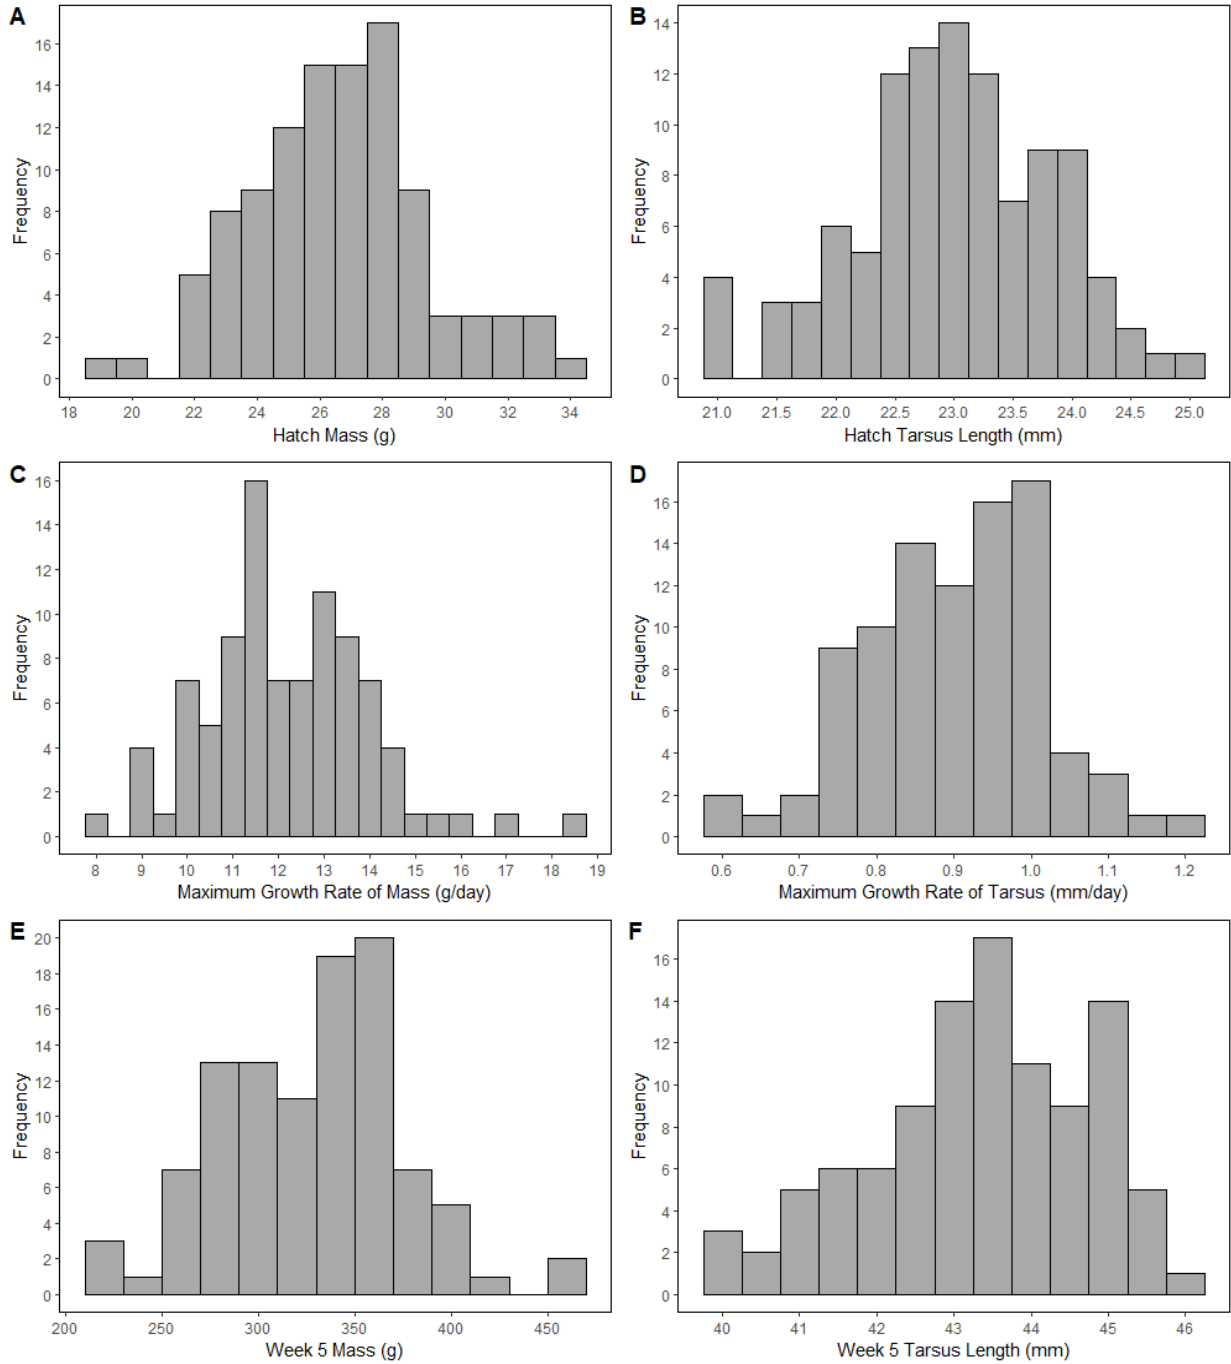 A
Frequency
16
14
12
10
8
6
4
2
0
18 20 22 24 26 28 30 32 34
Hatch Mass (g)
B
Frequency
14
12
10
8
6
4
2
0
21.0 21.5 22.0 22.5 23.0 23.5 24.0 24.5 25.0
Hatch Tarsus Length (mm)
C
Frequency
16
14
12
10
8
6
4
2
0
8 9 10 11 12 13 14 15 16 17 18 19
Maximum Growth Rate of Mass (g/day)
D
Frequency
16
14
12
10
8
6
4
2
0
0.6 0.7 0.8 0.9 1.0 1.1 1.2
Maximum Growth Rate of Tarsus (mm/day)
E
Frequency
20
18
16
14
12
10
8
6
4
2
0
200 250 300 350 400 450
Week 5 Mass (g)
F
Frequency
16
14
12
10
8
6
4
2
0
40 41 42 43 44 45 46
Week 5 Tarsus Length (mm)